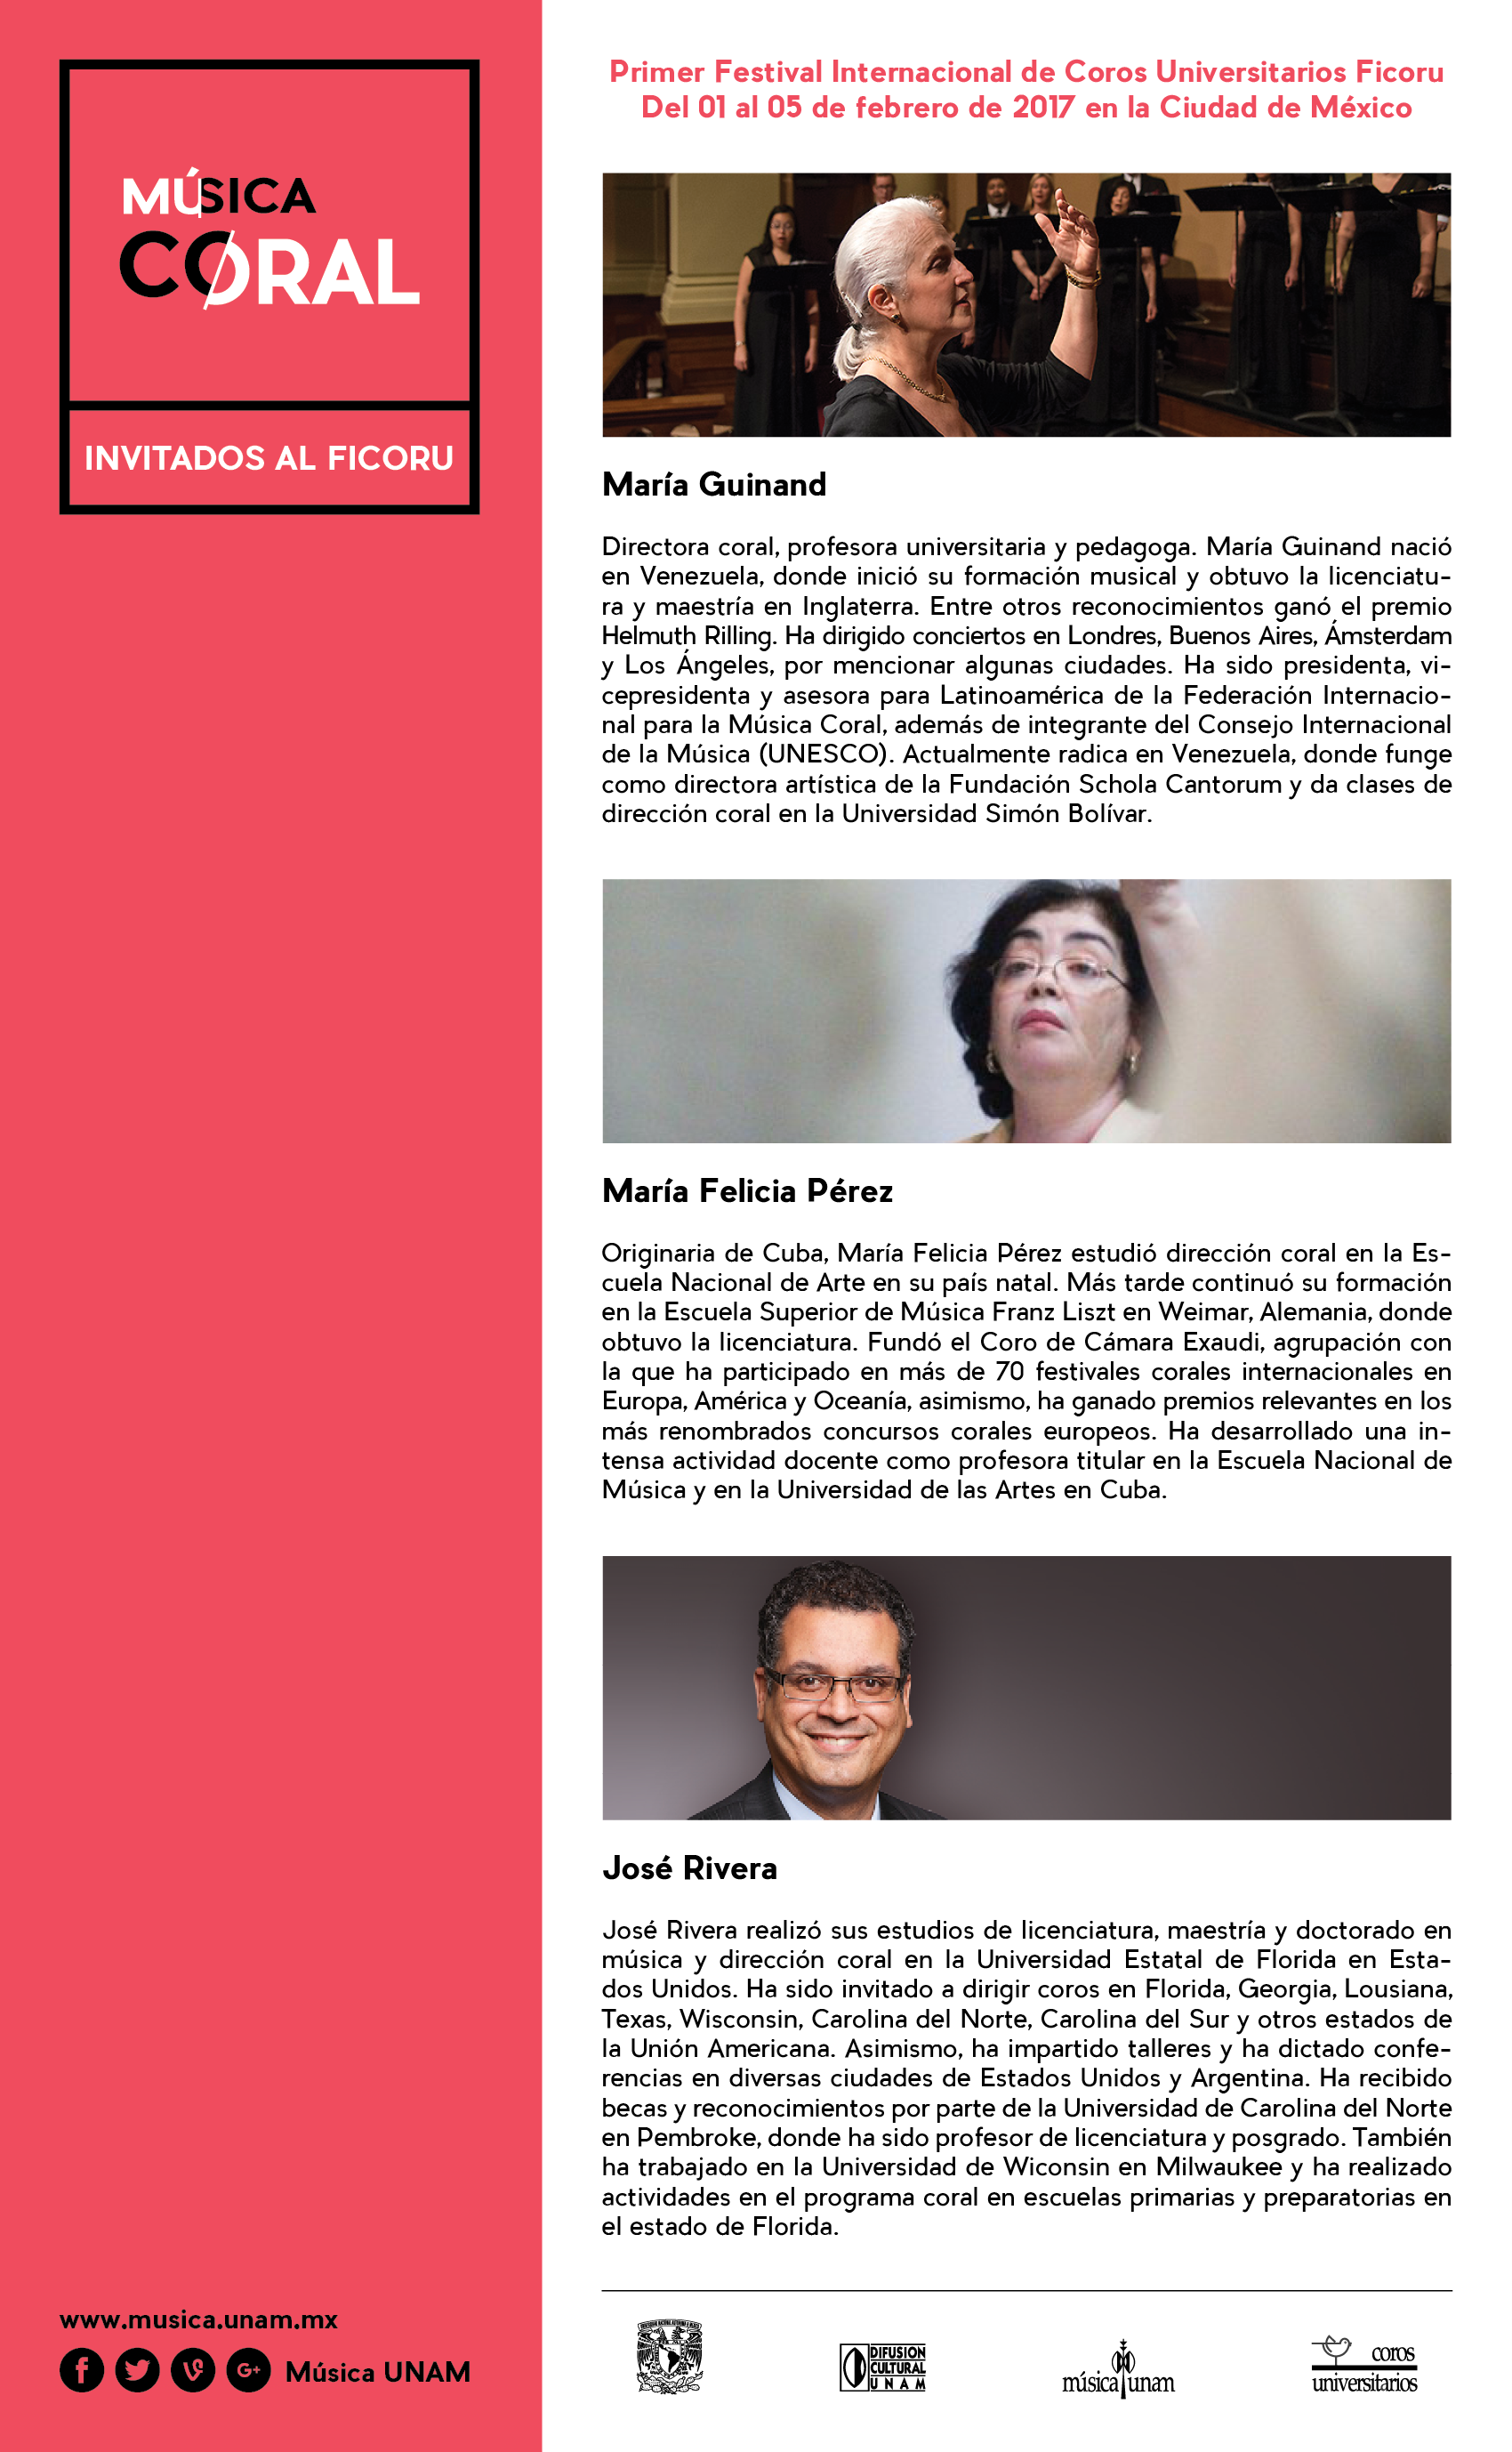 MÚSICA
CORAL
INVITADOS AL FICORU
Primer Festival Internacional de Coros Universitarios Ficoru
Del 01 al 05 de febrero de 2017 en la Ciudad de México
María Guinand
Directora coral, profesora universitaria y pedagoga. María Guinand nació
en Venezuela, donde inició su formación musical y obtuvo la licenciatu-
ra y maestría en Inglaterra. Entre otros reconocimientos ganó el premio
Helmuth Rilling. Ha dirigido conciertos en Londres, Buenos Aires, Ámsterdam
y Los Ángeles, por mencionar algunas ciudades. Ha sido presidenta, vi-
cepresidenta y asesora para Latinoamérica de la Federación Internacio-
nal para la Música Coral, además de integrante del Consejo Internacional
de la Música (UNESCO). Actualmente radica en Venezuela, donde funge
como directora artística de la Fundación Schola Cantorum y da clases de
dirección coral en la Universidad Simón Bolívar.
María Felicia Pérez
Originaria de Cuba, María Felicia Pérez estudió dirección coral en la Es-
cuela Nacional de Arte en su país natal. Más tarde continuó su formación
en la Escuela Superior de Música Franz Liszt en Weimar, Alemania, donde
obtuvo la licenciatura. Fundó el Coro de Cámara Exaudi, agrupación con
la que ha participado en más de 70 festivales corales internacionales en
Europa, América y Oceanía, asimismo, ha ganado premios relevantes en los
más renombrados concursos corales europeos. Ha desarrollado una in-
tensa actividad docente como profesora titular en la Escuela Nacional de
Música y en la Universidad de las Artes en Cuba.
José Rivera
José Rivera realizó sus estudios de licenciatura, maestría y doctorado en
música y dirección coral en la Universidad Estatal de Florida en Esta-
dos Unidos. Ha sido invitado a dirigir coros en Florida, Georgia, Lousiana,
Texas, Wisconsin, Carolina del Norte, Carolina del Sur y otros estados de
la Unión Americana. Asimismo, ha impartido talleres y ha dictado confe-
rencias en diversas ciudades de Estados Unidos y Argentina. Ha recibido
becas y reconocimientos por parte de la Universidad de Carolina del Norte
en Pembroke, donde ha sido profesor de licenciatura y posgrado. También
ha trabajado en la Universidad de Wiconsin en Milwaukee y ha realizado
actividades en el programa coral en escuelas primarias y preparatorias en
el estado de Florida.
www.musica.unam.mx
Música UNAM
DIFUSION
CULTURAL
UNAM
música unam
coros
universitarios